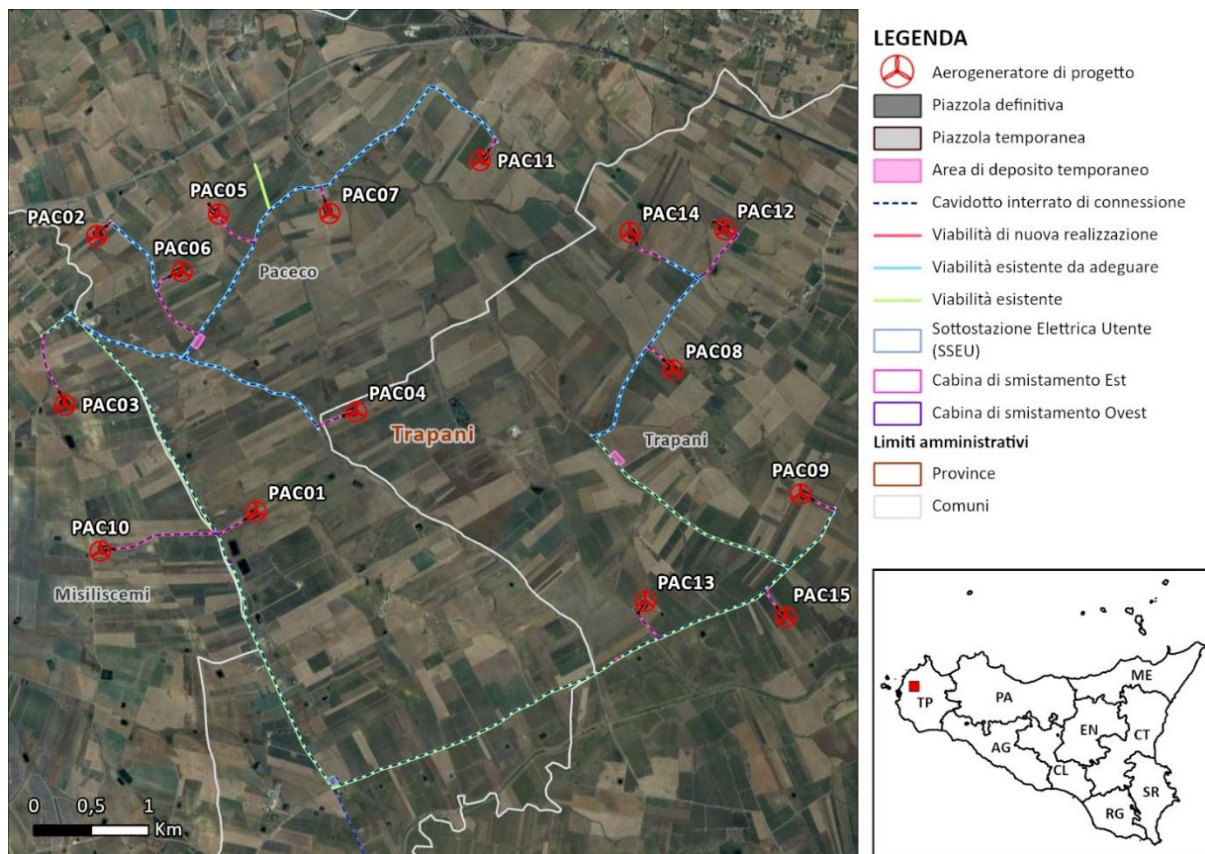 PAC11
PAC05
PAC07
PAC14
PAC12
PAC02
PAC06
Paceco
PAC08
PAC03
PAC04
Trapani
Trapani
PAC09
PAC01
PAC10
PAC13
PAC15
Misiliscemi
0 0,5 1
Km
LEGENDA
Aerogeneratore di progetto
Piazzola definitiva
Piazzola temporanea
Area di deposito temporaneo
Cavidotto interrato di connessione
Viabilità di nuova realizzazione
Viabilità esistente da adeguare
Viabilità esistente
Sottostazione Elettrica Utente
(SSEU)
Cabina di smistamento Est
Cabina di smistamento Ovest
Limiti amministrativi
Province
Comuni
ME
PA
TP
EN
CT
AG
CL
SR
RG